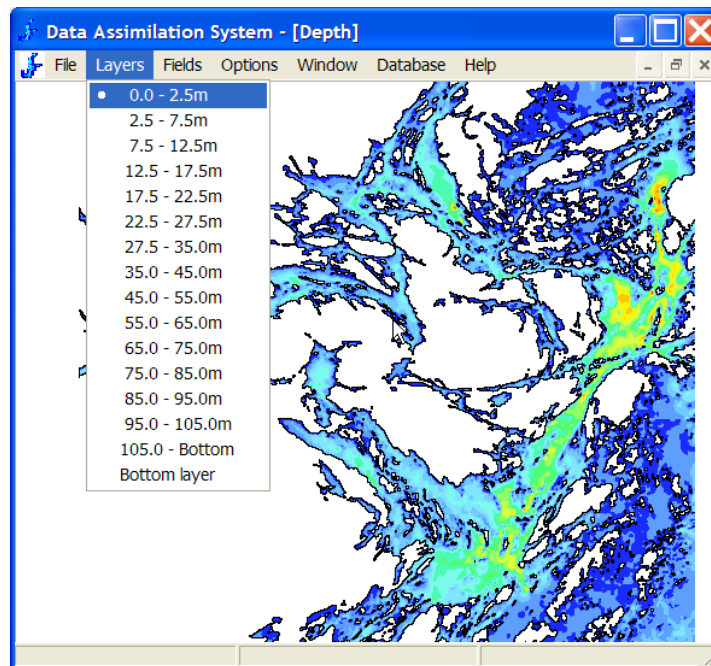 Data Assimilation System - [Depth]
File Layers Fields Options Window Database Help
0.0 - 2.5m
2.5 - 7.5m
7.5 - 12.5m
12.5 - 17.5m
17.5 - 22.5m
22.5 - 27.5m
27.5 - 35.0m
35.0 - 45.0m
45.0 - 55.0m
55.0 - 65.0m
65.0 - 75.0m
75.0 - 85.0m
85.0 - 95.0m
95.0 - 105.0m
105.0 - Bottom
Bottom layer